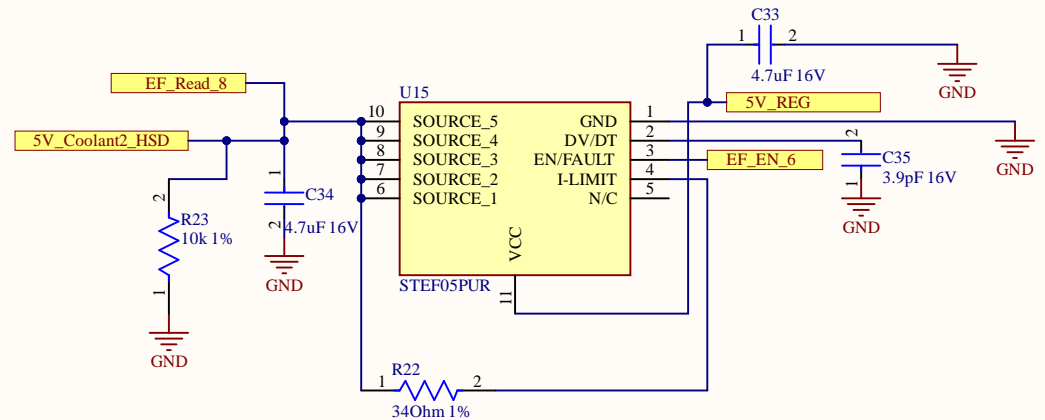 C33
1 2
4.7uF 16V
GND
EF_Read_8
5V_REG
U15
10 SOURCE_5 GND 1
9 SOURCE_4 DV/DT 2
8 SOURCE_3 EN/FAULT 3
7 SOURCE_2 I-LIMIT 4
6 SOURCE_1 N/C 5
VCC
11
STEF05PUR
GND
5V_Coolant2_HSD
EF_EN_6
2
C35
3.9pF 16V
1
GND
1
C34
4.7uF 16V
2
GND
2
R23
10k 1%
1
GND
R22
1 2
34Ohm 1%